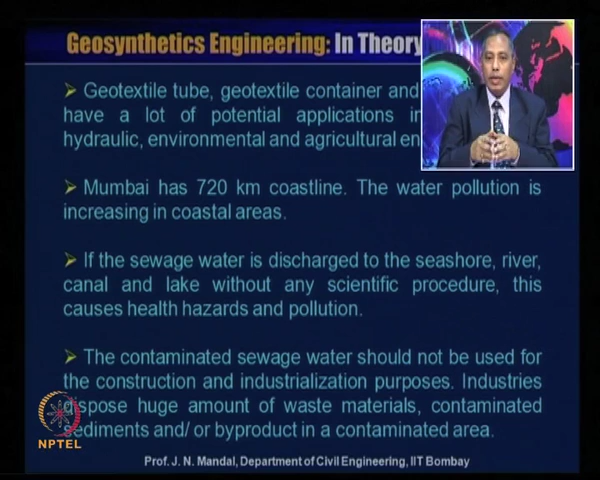 Geosynthetics Engineering: In Theory
➤ Geotextile tube, geotextile container and
have a lot of potential applications in
hydraulic, environmental and agricultural en
➤ Mumbai has 720 km coastline. The water pollution is
increasing in coastal areas.
➤ If the sewage water is discharged to the seashore, river,
canal and lake without any scientific procedure, this
causes health hazards and pollution.
➤ The contaminated sewage water should not be used for
the construction and industrialization purposes. Industries
dispose huge amount of waste materials, contaminated
sediments and/ or byproduct in a contaminated area.
NPTEL
Prof. J. N. Mandal, Department of Civil Engineering, IIT Bombay